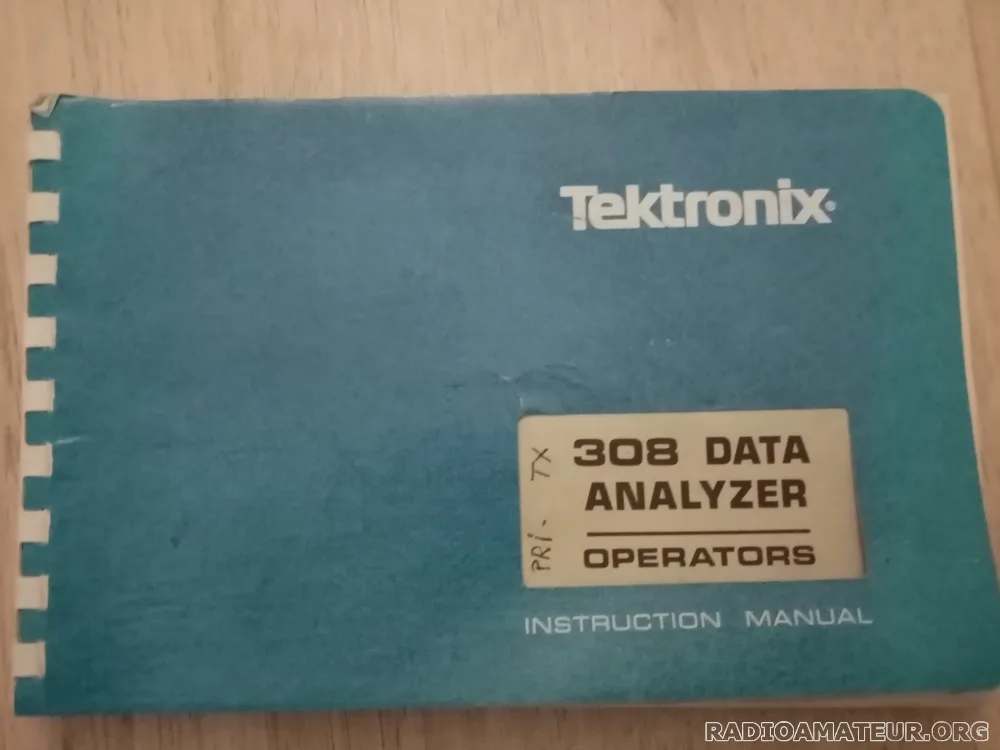 Tektronix®
308 DATA
ANALYZER
OPERATORS
PRI- TX
INSTRUCTION MANUAL
RADIOAMATEUR.ORG